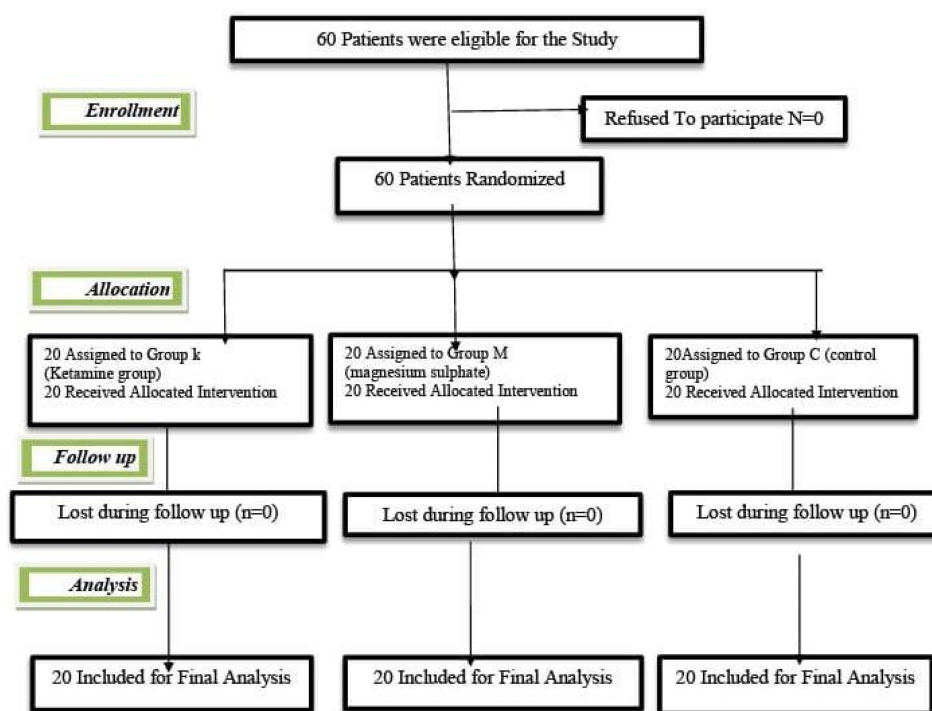 60 Patients were eligible for the Study
Enrollment
Refused To participate N=0
60 Patients Randomized
Allocation
20 Assigned to Group k
(Ketamine group)
20 Received Allocated Intervention
20 Assigned to Group M
(magnesium sulphate)
20 Received Allocated Intervention
20Assigned to Group C (control
group)
20 Received Allocated Intervention
Follow up
Lost during follow up (n=0)
Lost during follow up (n=0)
Lost during follow up (n=0)
Analysis
20 Included for Final Analysis
20 Included for Final Analysis
20 Included for Final Analysis